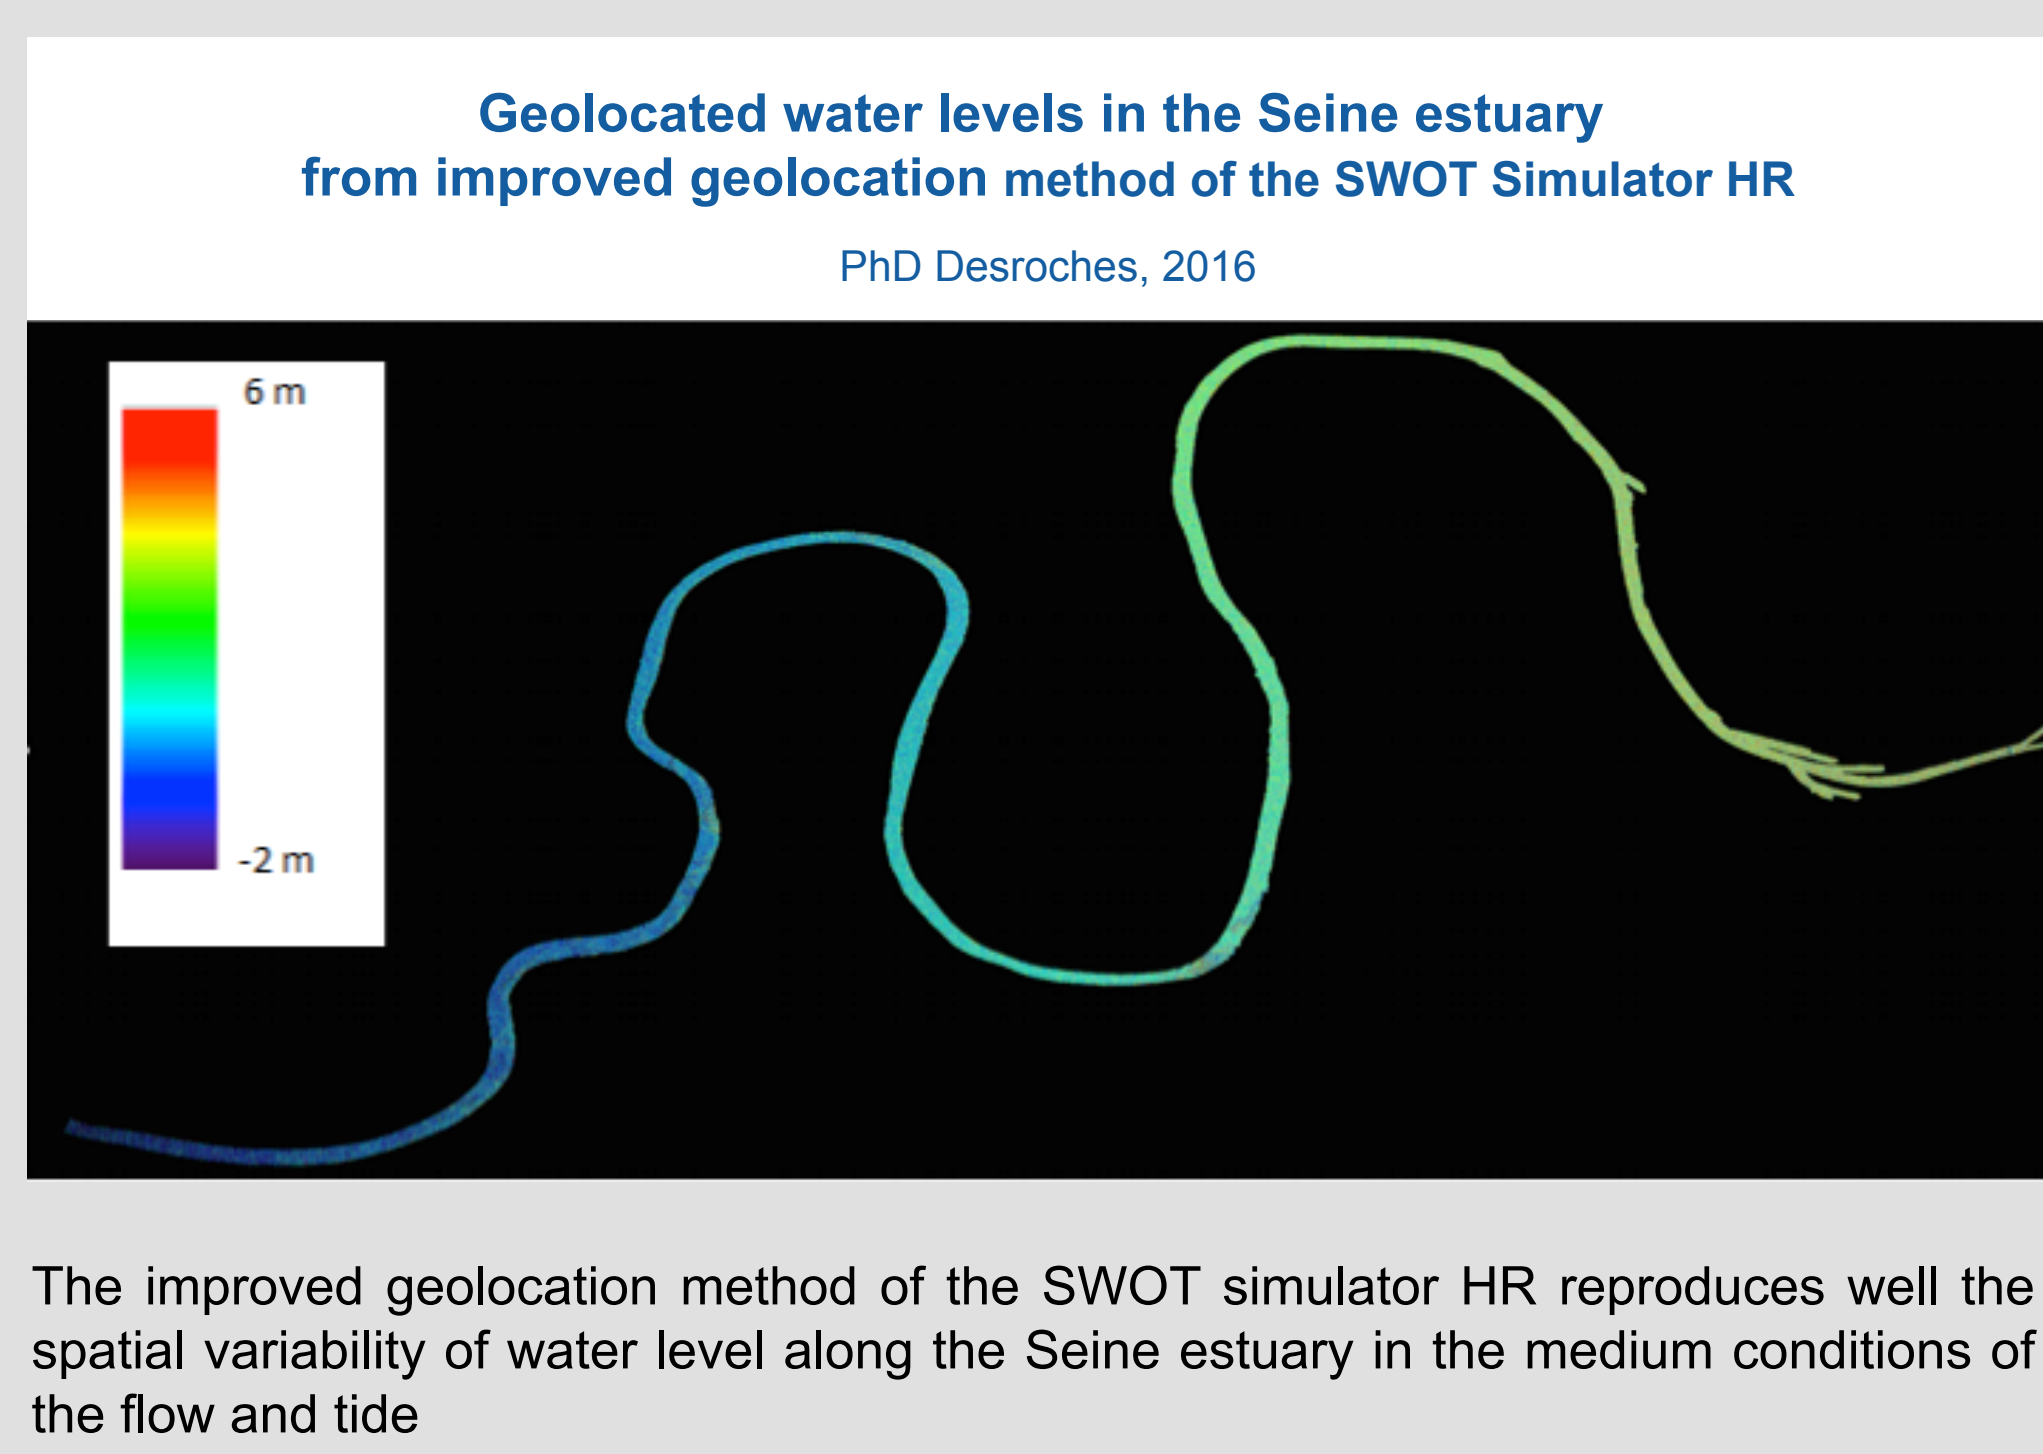 Geolocated water levels in the Seine estuary
from improved geolocation method of the SWOT Simulator HR
PhD Desroches, 2016
6 m
-2 m
The improved geolocation method of the SWOT simulator HR reproduces well the
spatial variability of water level along the Seine estuary in the medium conditions of
the flow and tide